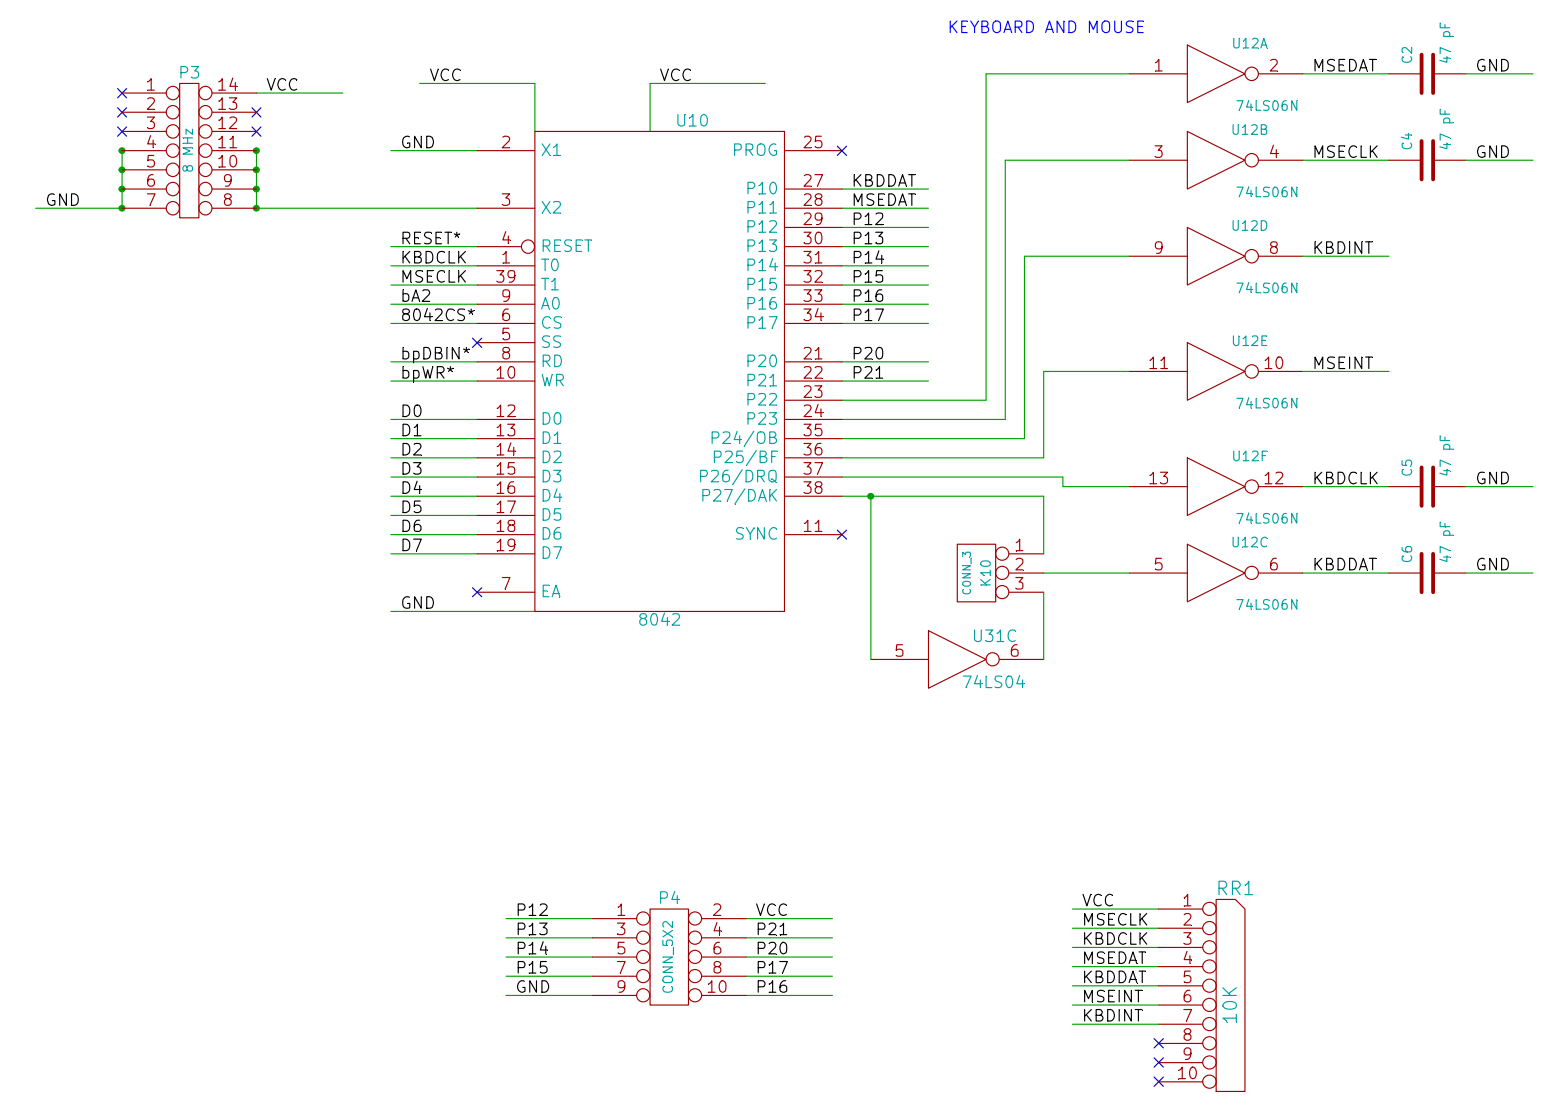 KEYBOARD AND MOUSE
P3
1 14 VCC
2 13
3 12
4 11
5 10
6 9
GND 7 8
8 MHz
VCC VCC
U10
GND 2 X1 PROG 25
P10 27 KBDDAT
3 X2 P11 28 MSEDAT
P12 29 P12
RESET* 4 RESET P13 30 P13
KBDCLK 1 T0 P14 31 P14
MSECLK 39 T1 P15 32 P15
bA2 9 A0 P16 33 P16
8042CS* 6 CS P17 34 P17
5 SS
bpDBIN* 8 RD P20 21 P20
bpWR* 10 WR P21 22 P21
P22 23
D0 12 D0 P23 24
D1 13 D1 P24/OB 35
D2 14 D2 P25/BF 36
D3 15 D3 P26/DRQ 37
D4 16 D4 P27/DAK 38
D5 17 D5
D6 18 D6 SYNC 11
D7 19 D7
7 EA
GND
8042
U12A
1 2 MSEDAT C2 47 pF GND
74LS06N
U12B
3 4 MSECLK C4 47 pF GND
74LS06N
U12D
9 8 KBDINT
74LS06N
U12E
11 10 MSEINT
74LS06N
U12F
13 12 KBDCLK C5 47 pF GND
74LS06N
U12C
5 6 KBDDAT C6 47 pF GND
74LS06N
CONN_3
K10
1
2
3
U31C
5 6
74LS04
P4
P12 1 2 VCC
P13 3 4 P21
P14 5 6 P20
P15 7 8 P17
GND 9 10 P16
CONN_5X2
RR1
VCC 1
MSECLK 2
KBDCLK 3
MSEDAT 4
KBDDAT 5
MSEINT 6
KBDINT 7
8
9
10
10K